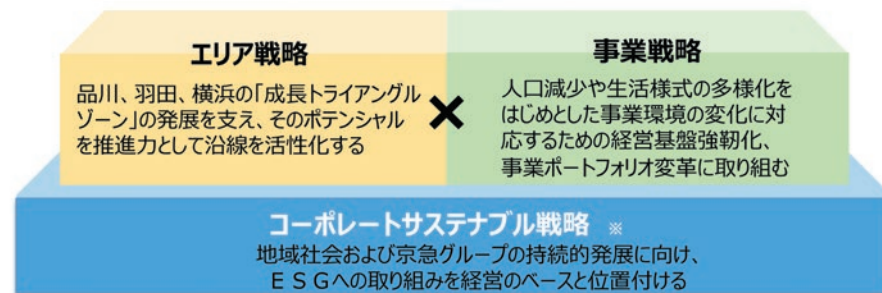 エリア戦略
品川、羽田、横浜の「成長トライアングル
ゾーン」の発展を支え、そのポテンシャル
を推進力として沿線を活性化する
×
事業戦略
人口減少や生活様式の多様化を
はじめとした事業環境の変化に対
応するための経営基盤強靭化、
事業ポートフォリオ変革に取り組む
コーポレートサステナブル戦略 ※
地域社会および京急グループの持続的発展に向け、
ESGへの取り組みを経営のベースと位置付ける